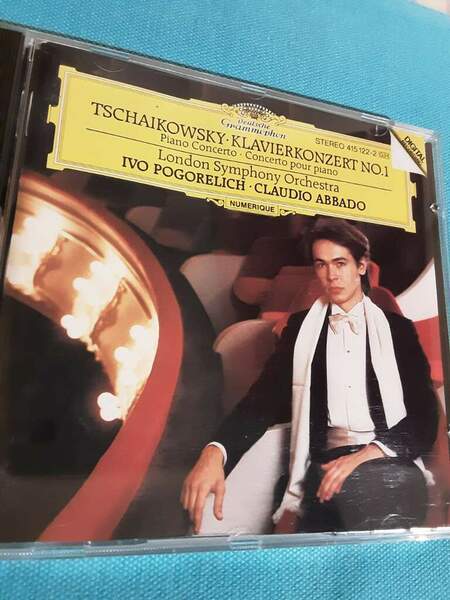 Deutsche
Grammophon
STEREO 415 122-2
DIGITAL
TSCHAIKOWSKY · KLAVIERKONZERT NO.1
Piano Concerto · Concerto pour piano
London Symphony Orchestra
IVO POGORELICH · CLAUDIO ABBADO
NUMERIQUE